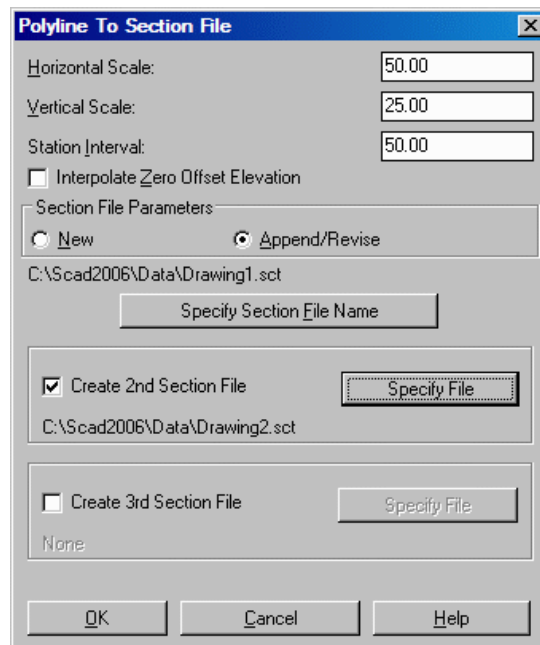 Polyline To Section File
Horizontal Scale: 50.00
Vertical Scale: 25.00
Station Interval: 50.00
Interpolate Zero Offset Elevation
Section File Parameters
New Append/Revise
C:\Scad2006\Data\Drawing1.sct
Specify Section File Name
Create 2nd Section File Specify File
C:\Scad2006\Data\Drawing2.sct
Create 3rd Section File Specify File
None
OK Cancel Help